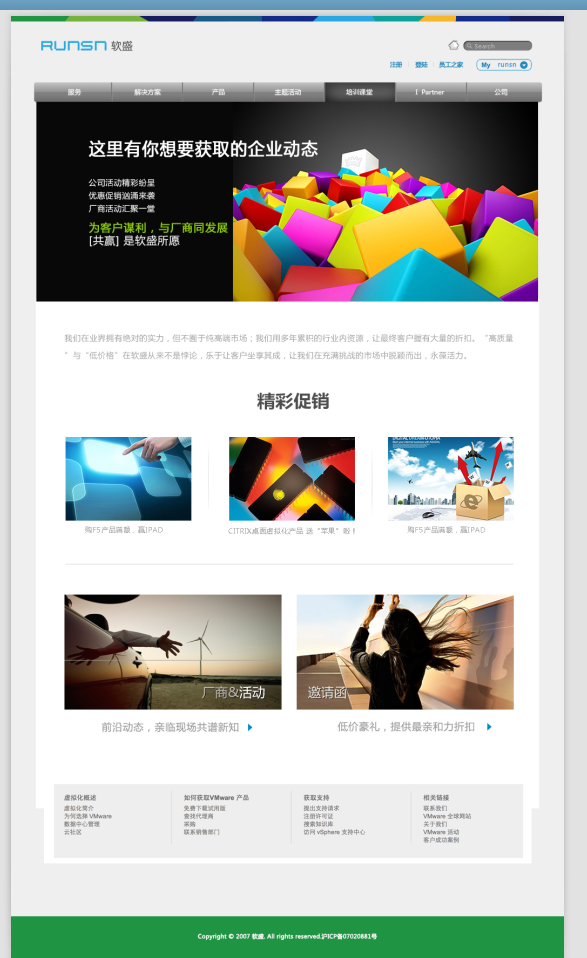 RUNSN 软盛
Search
注册 登陆 员工之家 My runsn
服务 解决方案 产品 主题活动 培训课堂 I Partner 公司
这里有你想要获取的企业动态
公司活动精彩纷呈
优惠促销汹涌来袭
厂商活动汇聚一堂
为客户谋利，与厂商同发展
[共赢] 是软盛所愿
我们在业界拥有绝对的实力，但不囿于纯高端市场；我们用多年累积的行业内资源，让最终客户握有大量的折扣。“高质量
”与“低价格”在软盛从来不是悖论，乐于让客户坐享其成，让我们在充满挑战的市场中脱颖而出，永葆活力。
精彩促销
购F5产品满额，赢IPAD
CITRIX桌面虚拟化产品 送“苹果”啦！
购F5产品满额，赢IPAD
厂商&活动
邀请函
前沿动态，亲临现场共谱新知
低价豪礼，提供最亲和力折扣
虚拟化概述
虚拟化简介
为何选择 VMware
数据中心管理
云社区
如何获取VMware 产品
免费下载试用版
查找代理商
采购
联系销售部门
获取支持
提出支持请求
注册许可证
搜索知识库
访问 vSphere 支持中心
相关链接
联系我们
VMware 全球网站
关于我们
VMware 活动
客户成功案例
Copyright © 2007 软盛. All rights reserved.沪ICP备07020881号